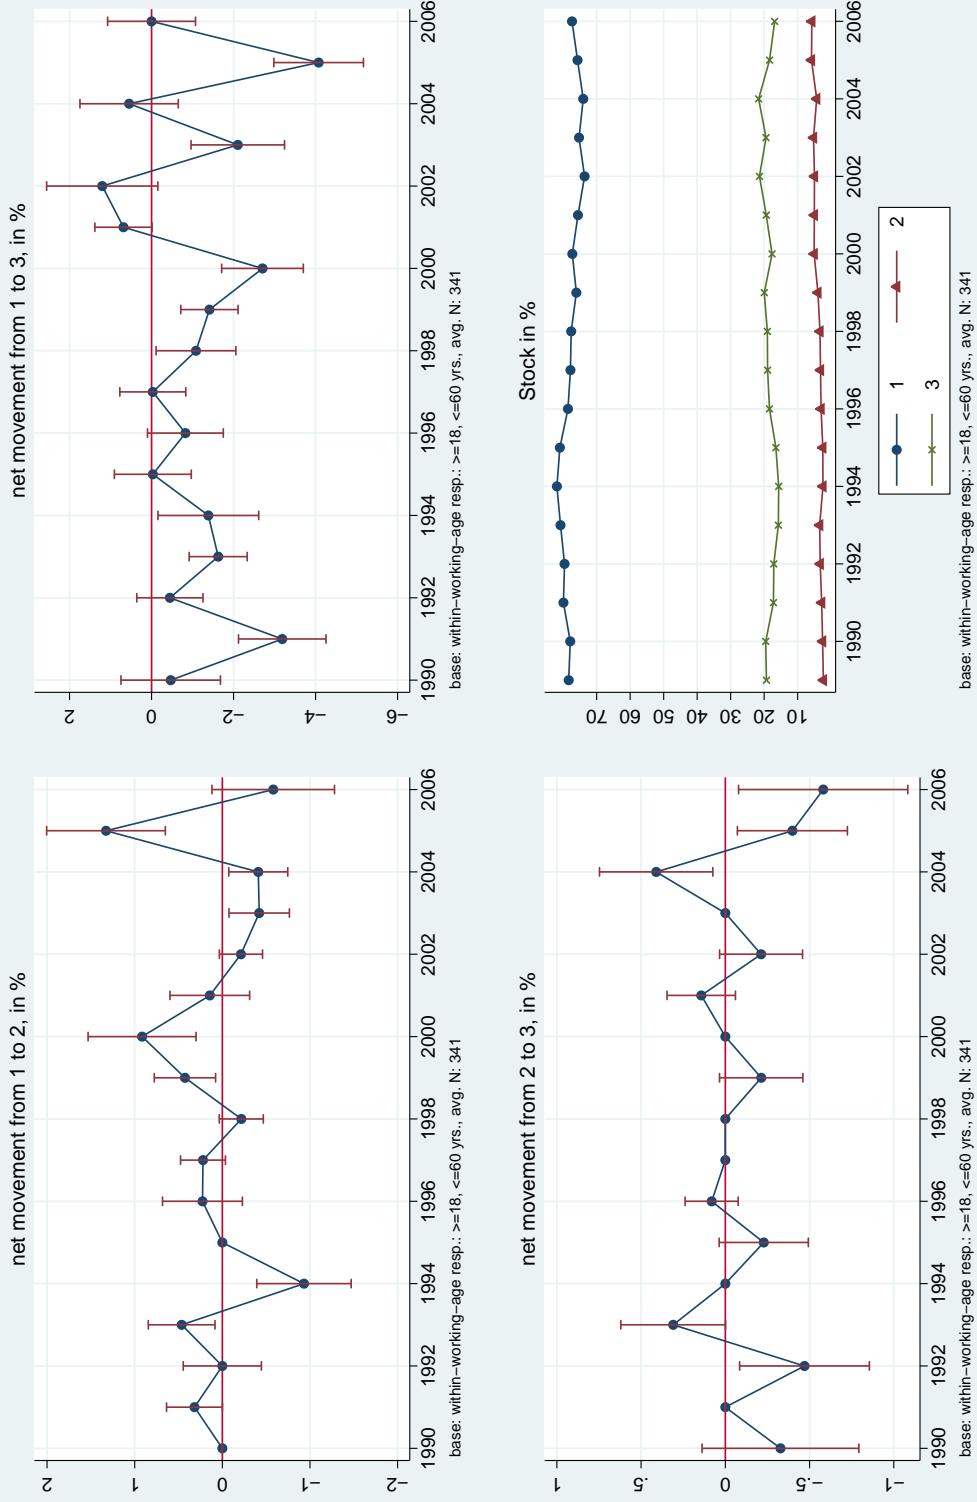 net movement from 1 to 2, in %
2
1
0
−1
−2
1990 1992 1994 1996 1998 2000 2002 2004 2006
base: within−working−age resp.: >=18, <=60 yrs., avg. N: 341
net movement from 1 to 3, in %
2
0
−2
−4
−6
1990 1992 1994 1996 1998 2000 2002 2004 2006
base: within−working−age resp.: >=18, <=60 yrs., avg. N: 341
net movement from 2 to 3, in %
1
.5
0
−.5
−1
1990 1992 1994 1996 1998 2000 2002 2004 2006
base: within−working−age resp.: >=18, <=60 yrs., avg. N: 341
Stock in %
70
60
50
40
30
20
10
1990 1992 1994 1996 1998 2000 2002 2004 2006
1 2
3
base: within−working−age resp.: >=18, <=60 yrs., avg. N: 341